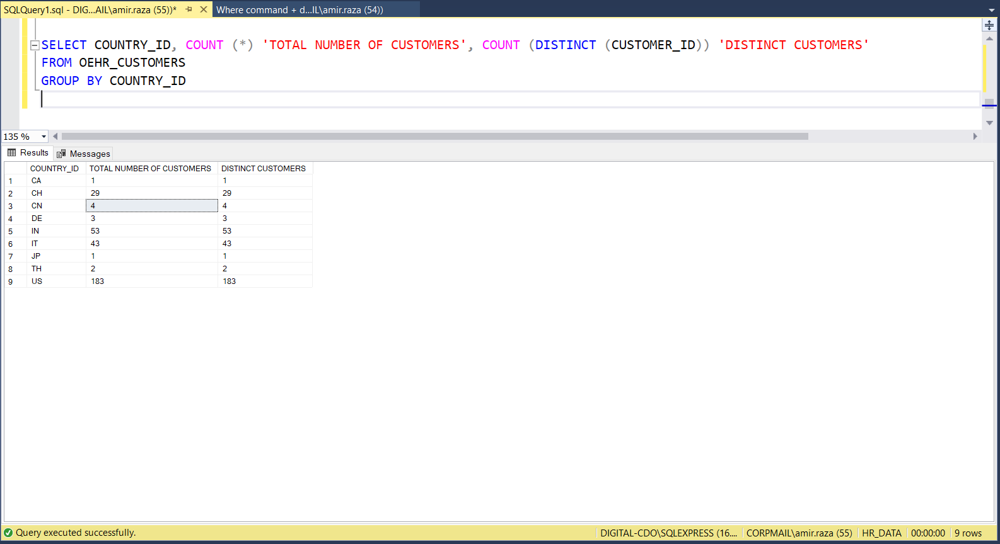 SQLQuery1.sql - DIG...AIL\amir.raza (55))* Where command + d...IL\amir.raza (54))
SELECT COUNTRY_ID, COUNT (*) 'TOTAL NUMBER OF CUSTOMERS', COUNT (DISTINCT (CUSTOMER_ID)) 'DISTINCT CUSTOMERS'
FROM OEHR_CUSTOMERS
GROUP BY COUNTRY_ID
135 %
Results Messages
COUNTRY_ID TOTAL NUMBER OF CUSTOMERS DISTINCT CUSTOMERS
1 CA 1 1
2 CH 29 29
3 CN 4 4
4 DE 3 3
5 IN 53 53
6 IT 43 43
7 JP 1 1
8 TH 2 2
9 US 183 183
Query executed successfully. DIGITAL-CDO\SQLEXPRESS (16.... CORPMAIL\amir.raza (55) HR_DATA 00:00:00 9 rows